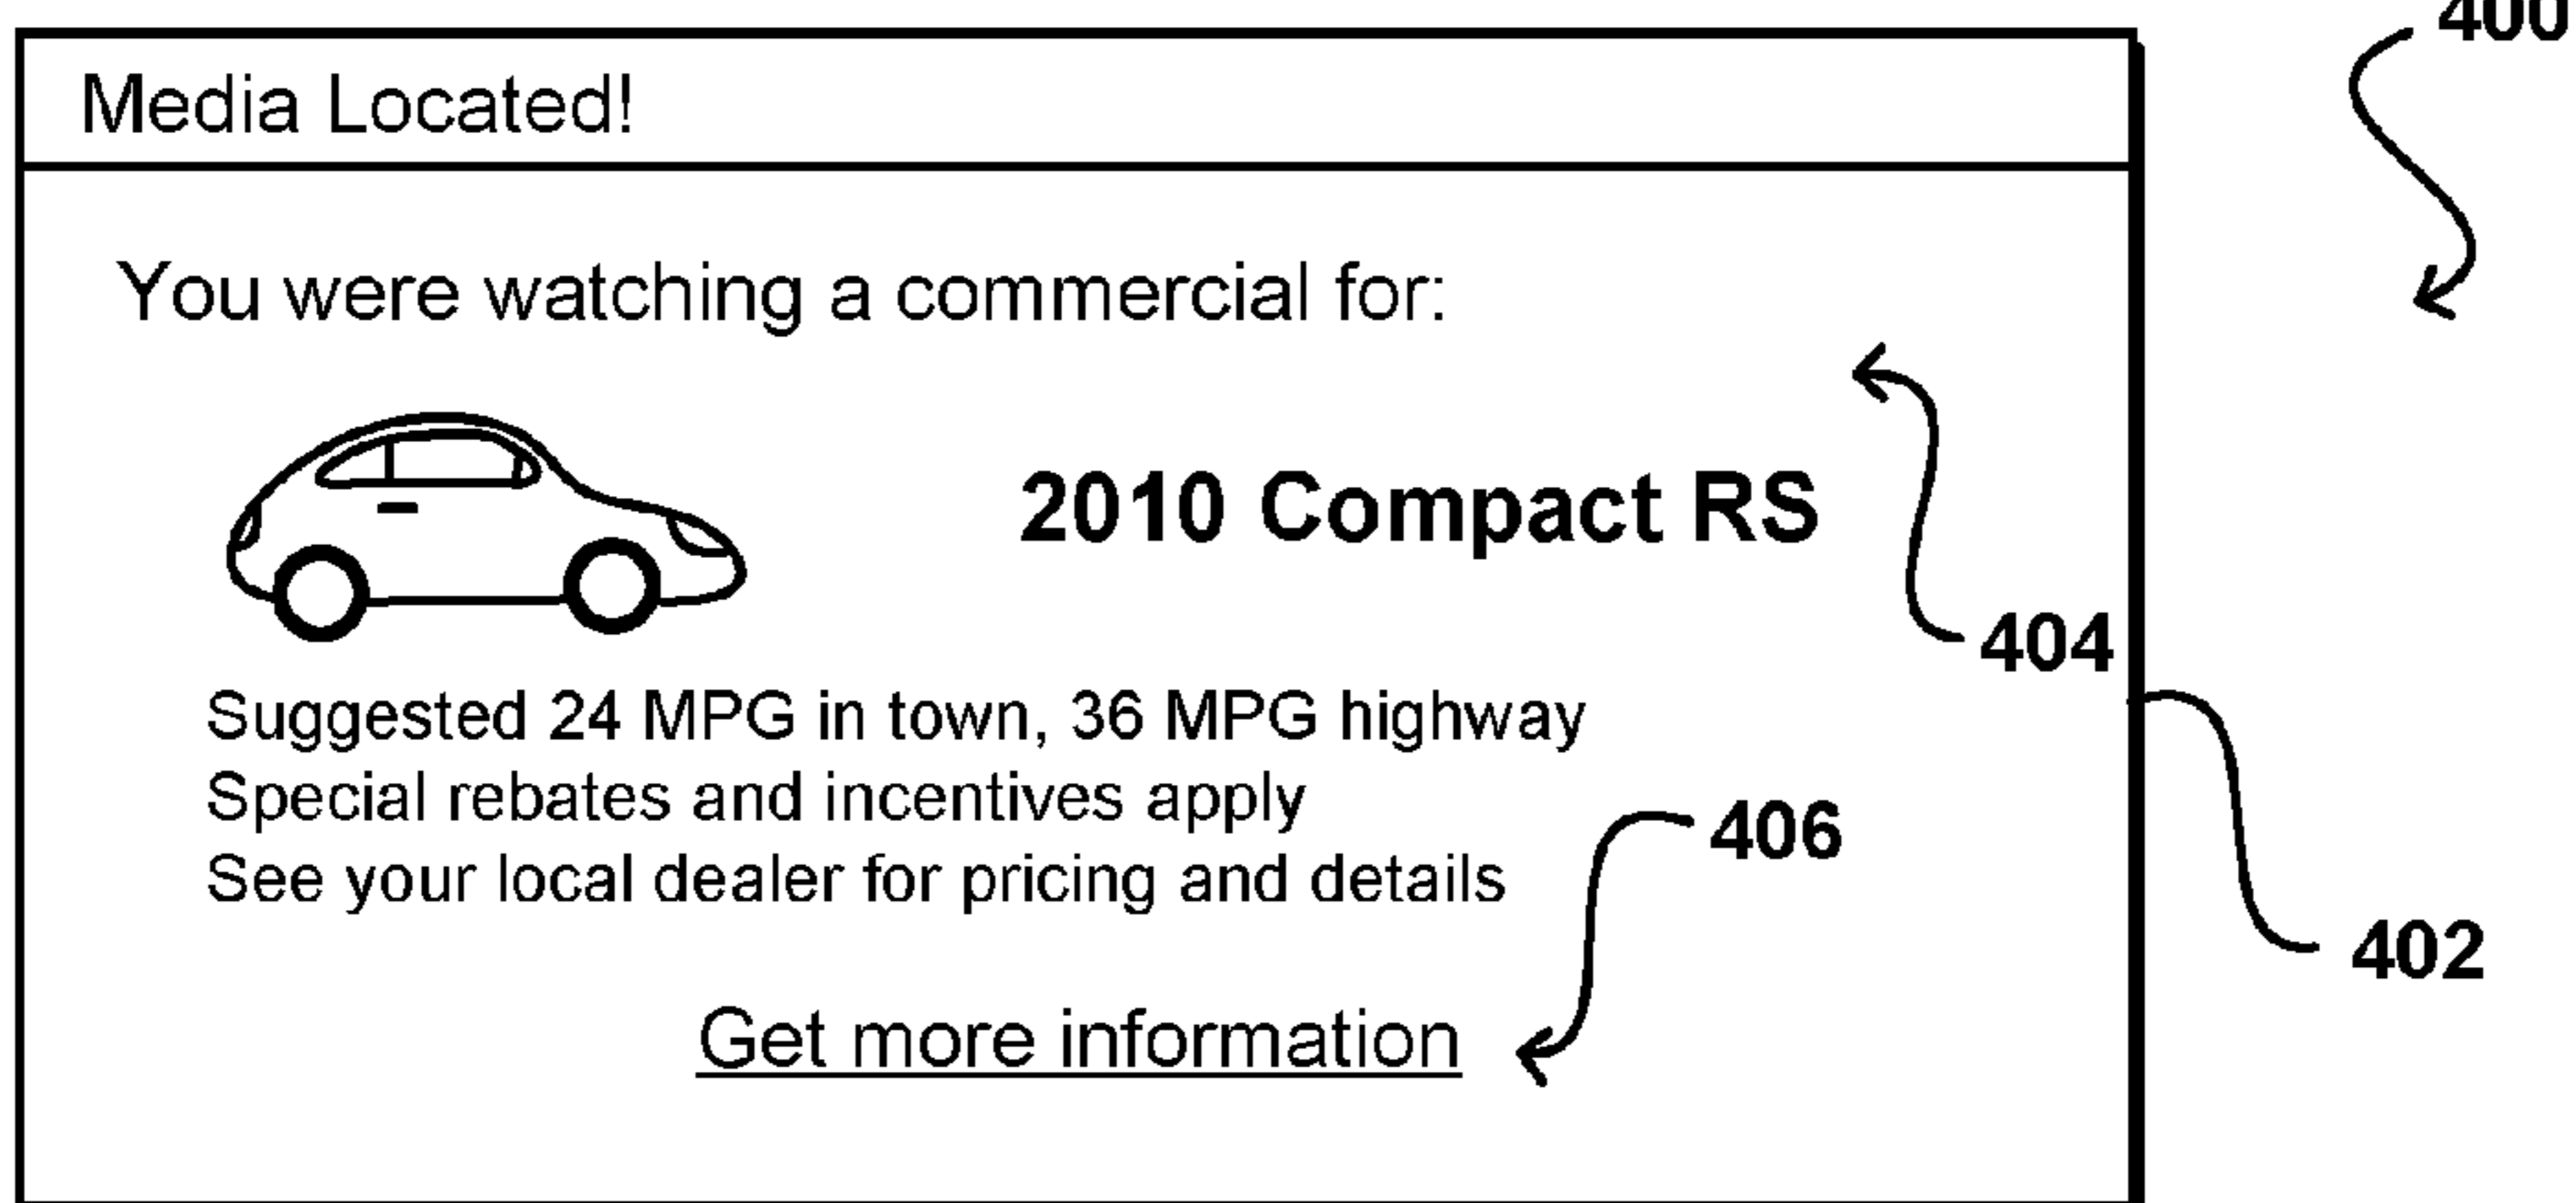 400
Media Located!
You were watching a commercial for:
2010 Compact RS
404
Suggested 24 MPG in town, 36 MPG highway
Special rebates and incentives apply
406
See your local dealer for pricing and details
402
Get more information